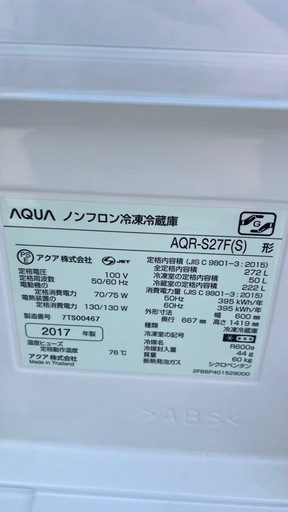 AQUA ノンフロン冷凍冷蔵庫
AQR-S27F(S) 形
PS E アクア 株式会社 JET
定格電圧 100 V
定格周波数 50/60 Hz
電動機の定格消費電力 70/75 W
電熱装置の定格消費電力 130/130 W
製造番号 7TS00467
2017 年製
温度ヒューズ定格動作温度 76℃
アクア 株式会社
Made in Thailand
定格内容積 (JIS C 9801-3 : 2015)
全定格内容積 272 L
冷凍室の定格内容積 50 L
冷蔵室の定格内容積 222 L
消費電力量 (JIS C 9801-3 : 2015)
50Hz 395 kWh/年
60Hz 395 kWh/年
外形寸法 幅 600 mm
奥行 667 mm 高さ 1419 mm
冷凍室の記号
冷媒 R600a
冷媒封入量 44 g
質量 60 kg
断熱発泡ガス シクロペンタン
2FB6P401529000
>ABS<